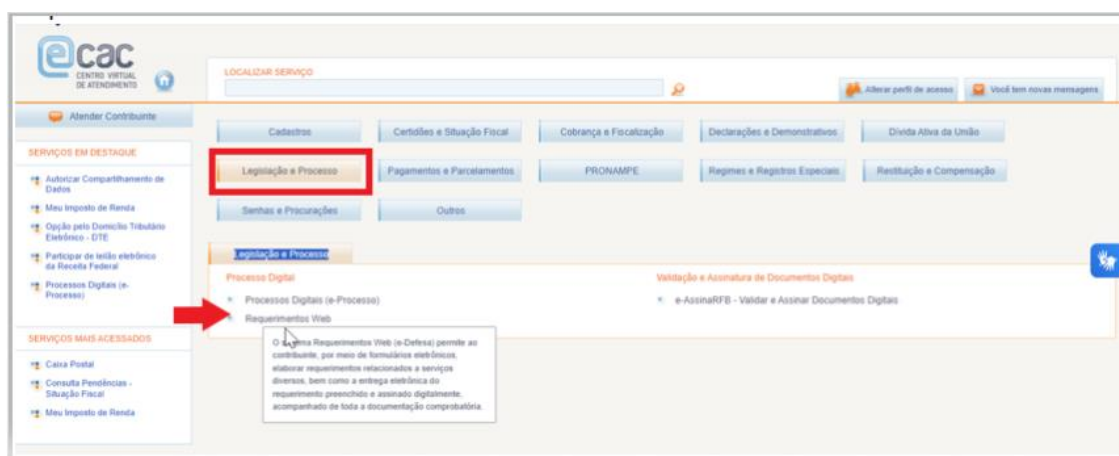 ecac
CENTRO VIRTUAL
DE ATENDIMENTO
LOCALIZAR SERVIÇO
Alterar perfil de acesso
Você tem novas mensagens
Atender Contribuinte
Cadastros
Certidões e Situação Fiscal
Cobrança e Fiscalização
Declarações e Demonstrativos
Dívida Ativa da União
Legislação e Processo
Pagamentos e Parcelamentos
PRONAMPE
Regimes e Registros Especiais
Restituição e Compensação
Senhas e Procurações
Outros
SERVIÇOS EM DESTAQUE
Autorizar Compartilhamento de
Dados
Meu Imposto de Renda
Opção pelo Domicílio Tributário
Eletrônico - DTE
Participar de leilão eletrônico
da Receita Federal
Processos Digitais (e-
Processo)
SERVIÇOS MAIS ACESSADOS
Caixa Postal
Consulta Pendências -
Situação Fiscal
Meu Imposto de Renda
Legislação e Processo
Processo Digital
Processos Digitais (e-Processo)
Requerimentos Web
Validação e Assinatura de Documentos Digitais
e-AssinaRFB - Validar e Assinar Documentos Digitais
O sistema Requerimentos Web (e-Defesa) permite ao
contribuinte, por meio de formulários eletrônicos,
elaborar requerimentos relacionados a serviços
diversos, bem como a entrega eletrônica do
requerimento preenchido e assinado digitalmente,
acompanhado de toda a documentação comprobatória.